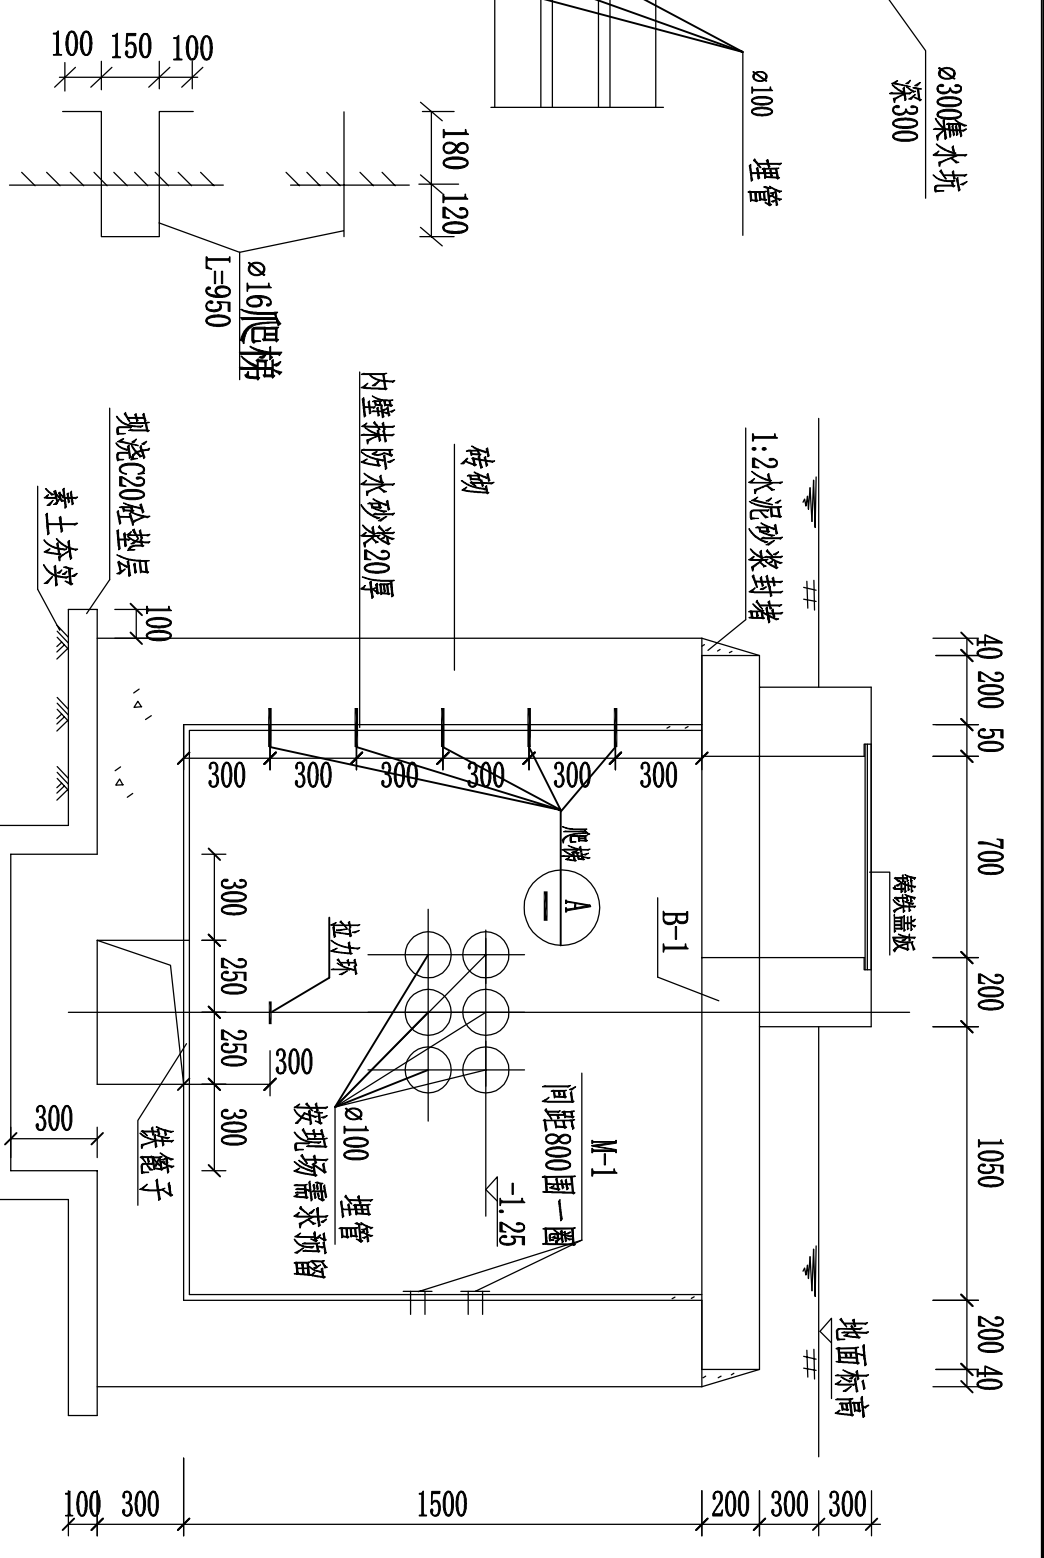 ø300集水坑
深300
ø100 埋管
100
150
100
180
120
ø16爬梯
L=950
1:2水泥砂浆封堵
砖砌
内壁抹防水砂浆20厚
现浇C20砼垫层
素土夯实
100
40
200
50
700
200
1050
200
40
铸铁盖板
B-1
爬梯
A
300
300
300
300
300
300
拉力环
300
250
250
300
300
300
铁篦子
M-1
间距800围一圈
-1.25
ø100 埋管
按现场需求预留
地面标高
100
300
1500
200
300
300